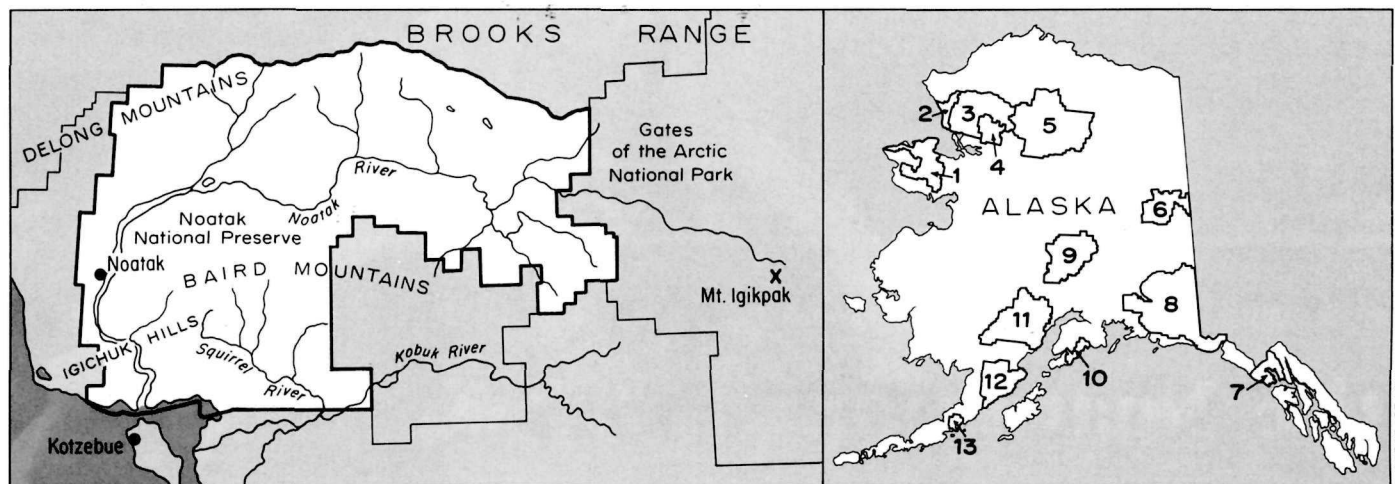 BROOKS RANGE
DELONG MOUNTAINS
Gates
of the Arctic
National Park
River
Noatak
Noatak
National Preserve
Noatak
BAIRD MOUNTAINS
Mt. Igikpak
IGICHUK HILLS
Squirrel
River
Kobuk River
Kotzebue
2
3
5
4
1
ALASKA
6
9
8
11
12
10
7
13